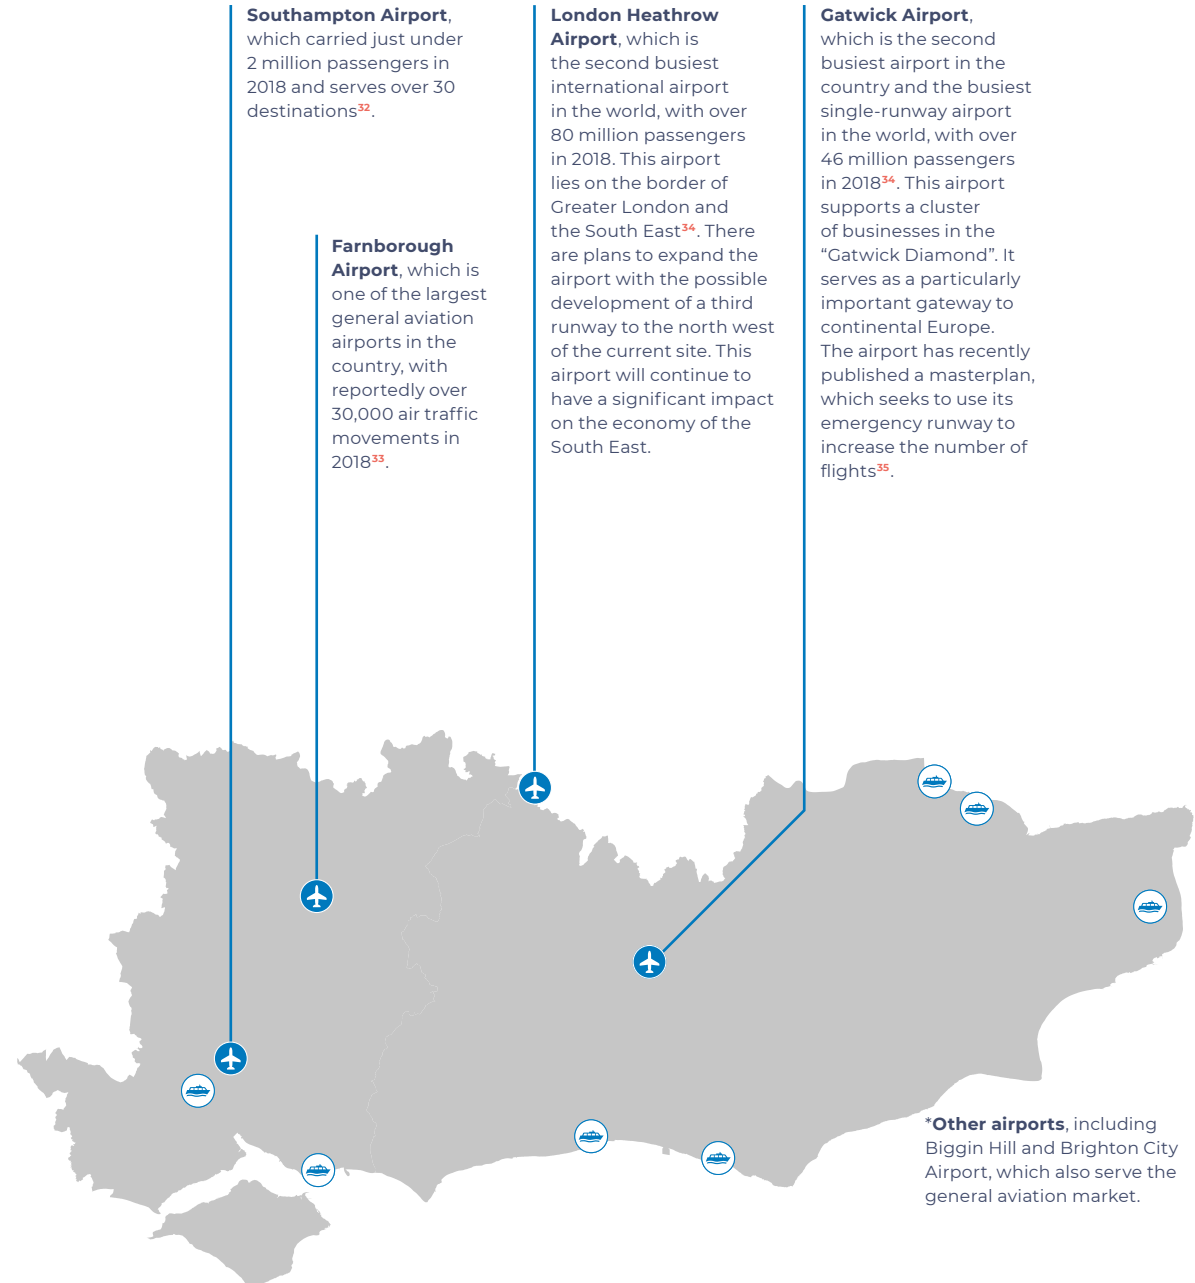 Southampton Airport,
which carried just under
2 million passengers in
2018 and serves over 30
destinations³².
Farnborough
Airport, which is
one of the largest
general aviation
airports in the
country, with
reportedly over
30,000 air traffic
movements in
2018³³.
London Heathrow
Airport, which is
the second busiest
international airport
in the world, with over
80 million passengers
in 2018. This airport
lies on the border of
Greater London and
the South East³⁴. There
are plans to expand the
airport with the possible
development of a third
runway to the north west
of the current site. This
airport will continue to
have a significant impact
on the economy of the
South East.
Gatwick Airport,
which is the second
busiest airport in the
country and the busiest
single-runway airport
in the world, with over
46 million passengers
in 2018³⁴. This airport
supports a cluster
of businesses in the
“Gatwick Diamond”. It
serves as a particularly
important gateway to
continental Europe.
The airport has recently
published a masterplan,
which seeks to use its
emergency runway to
increase the number of
flights³⁵.
*Other airports, including
Biggin Hill and Brighton City
Airport, which also serve the
general aviation market.